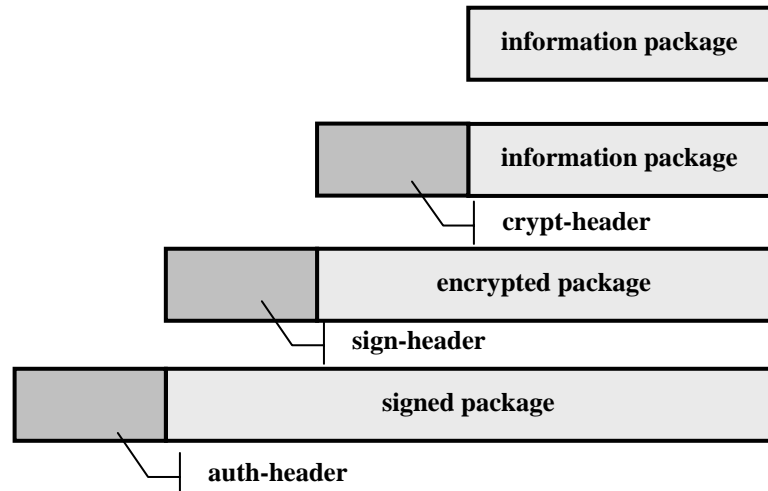 information package
information package
crypt-header
encrypted package
sign-header
signed package
auth-header